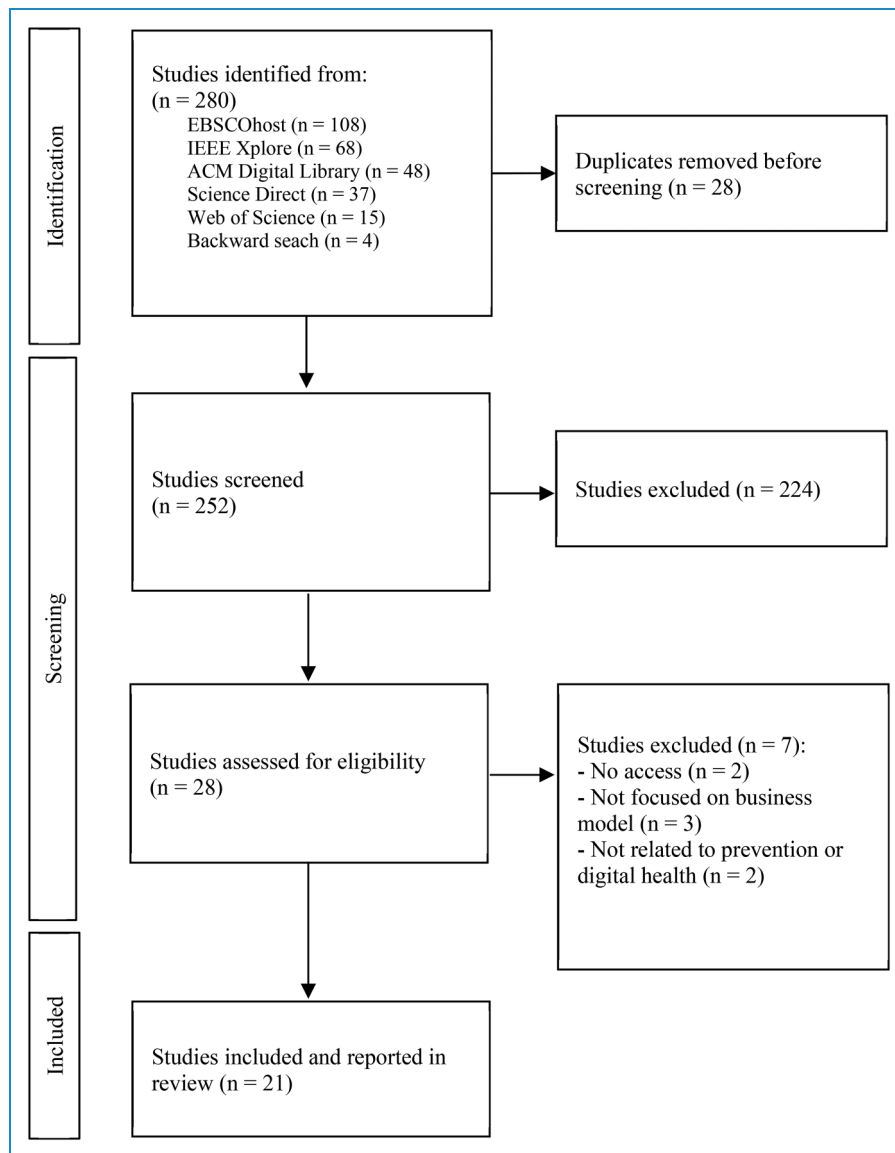 Identification
Studies identified from:
(n = 280)
EBSCOhost (n = 108)
IEEE Xplore (n = 68)
ACM Digital Library (n = 48)
Science Direct (n = 37)
Web of Science (n = 15)
Backward seach (n = 4)
Duplicates removed before
screening (n = 28)
Screening
Studies screened
(n = 252)
Studies excluded (n = 224)
Studies assessed for eligibility
(n = 28)
Studies excluded (n = 7):
- No access (n = 2)
- Not focused on business
model (n = 3)
- Not related to prevention or
digital health (n = 2)
Included
Studies included and reported in
review (n = 21)